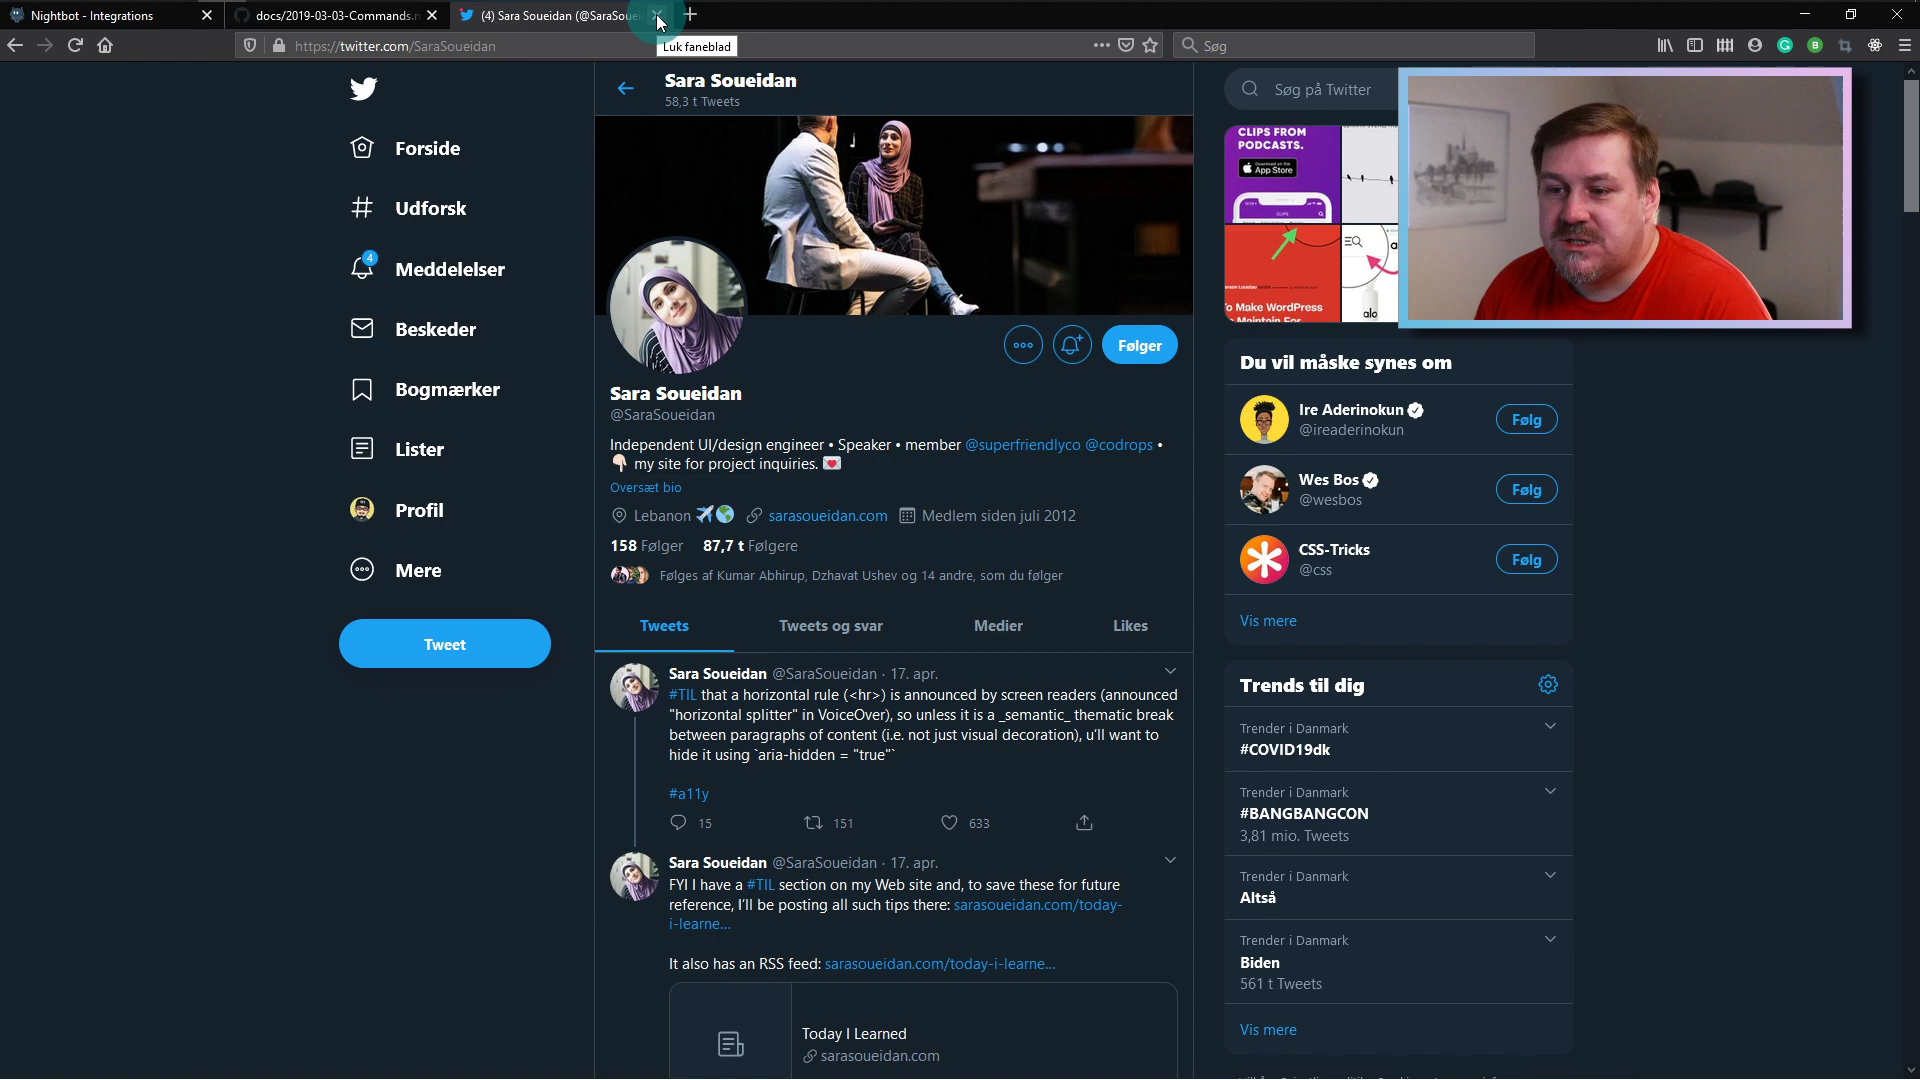 Nightbot - Integrations
docs/2019-03-03-Commands.
(4) Sara Soueidan (@SaraSouei
https://twitter.com/SaraSoueidan
Luk faneblad
Søg
Forside
Udforsk
4
Meddelelser
Beskeder
Bogmærker
Lister
Profil
Mere
Tweet
Sara Soueidan
58,3 t Tweets
Følger
Sara Soueidan
@SaraSoueidan
Independent UI/design engineer • Speaker • member @superfriendlyco @codrops •
👇🏻 my site for project inquiries. 💌
Oversæt bio
Lebanon ✈️🌍 sarasoueidan.com Medlem siden juli 2012
158 Følger 87,7 t Følgere
Følges af Kumar Abhirup, Dzhavat Ushev og 14 andre, som du følger
Tweets
Tweets og svar
Medier
Likes
Sara Soueidan @SaraSoueidan · 17. apr.
#TIL that a horizontal rule (<hr>) is announced by screen readers (announced
"horizontal splitter" in VoiceOver), so unless it is a _semantic_ thematic break
between paragraphs of content (i.e. not just visual decoration), u'll want to
hide it using `aria-hidden = "true"`
#a11y
15
151
633
Sara Soueidan @SaraSoueidan · 17. apr.
FYI I have a #TIL section on my Web site and, to save these for future
reference, I'll be posting all such tips there: sarasoueidan.com/today-
i-learne...
It also has an RSS feed: sarasoueidan.com/today-i-learne...
Today I Learned
sarasoueidan.com
Søg på Twitter
CLIPS FROM
PODCASTS.
App Store
CLIPS
o Make WordPress
Maintain For
alo
Du vil måske synes om
Ire Aderinokun
@ireaderinokun
Følg
Wes Bos
@wesbos
Følg
CSS-Tricks
@css
Følg
Vis mere
Trends til dig
Trender i Danmark
#COVID19dk
Trender i Danmark
#BANGBANGCON
3,81 mio. Tweets
Trender i Danmark
Altså
Trender i Danmark
Biden
561 t Tweets
Vis mere